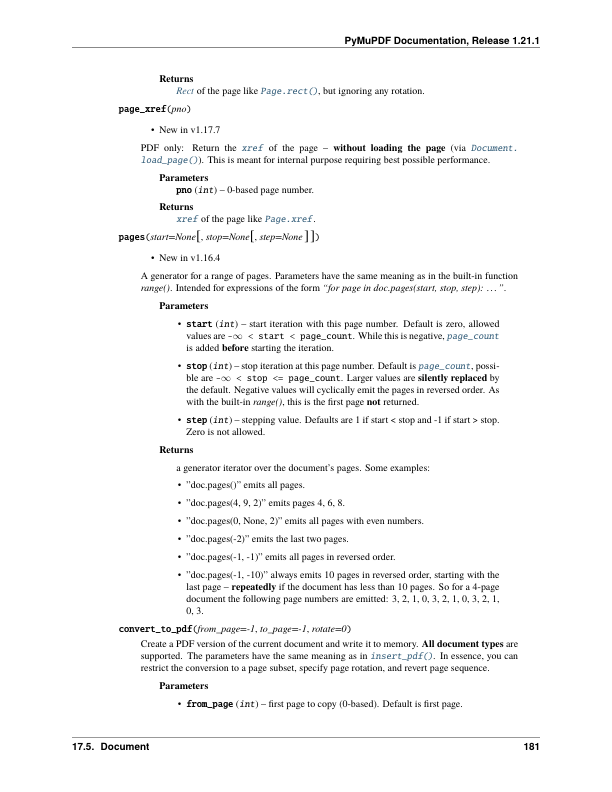 PyMuPDF Documentation, Release 1.21.1
Returns
Rect of the page like Page.rect(), but ignoring any rotation.
page_xref(pno)
• New in v1.17.7
PDF only: Return the xref of the page – without loading the page (via Document.
load_page()). This is meant for internal purpose requiring best possible performance.
Parameters
pno (int) – 0-based page number.
Returns
xref of the page like Page.xref.
pages(start=None[, stop=None[, step=None ] ])
• New in v1.16.4
A generator for a range of pages. Parameters have the same meaning as in the built-in function
range(). Intended for expressions of the form “for page in doc.pages(start, stop, step): ...”.
Parameters
• start (int) – start iteration with this page number. Default is zero, allowed
values are -∞ < start < page_count. While this is negative, page_count
is added before starting the iteration.
• stop (int) – stop iteration at this page number. Default is page_count, possi-
ble are -∞ < stop <= page_count. Larger values are silently replaced by
the default. Negative values will cyclically emit the pages in reversed order. As
with the built-in range(), this is the first page not returned.
• step (int) – stepping value. Defaults are 1 if start < stop and -1 if start > stop.
Zero is not allowed.
Returns
a generator iterator over the document’s pages. Some examples:
• ”doc.pages()” emits all pages.
• ”doc.pages(4, 9, 2)” emits pages 4, 6, 8.
• ”doc.pages(0, None, 2)” emits all pages with even numbers.
• ”doc.pages(-2)” emits the last two pages.
• ”doc.pages(-1, -1)” emits all pages in reversed order.
• ”doc.pages(-1, -10)” always emits 10 pages in reversed order, starting with the
last page – repeatedly if the document has less than 10 pages. So for a 4-page
document the following page numbers are emitted: 3, 2, 1, 0, 3, 2, 1, 0, 3, 2, 1,
0, 3.
convert_to_pdf(from_page=-1, to_page=-1, rotate=0)
Create a PDF version of the current document and write it to memory. All document types are
supported. The parameters have the same meaning as in insert_pdf(). In essence, you can
restrict the conversion to a page subset, specify page rotation, and revert page sequence.
Parameters
• from_page (int) – first page to copy (0-based). Default is first page.
17.5. Document 181